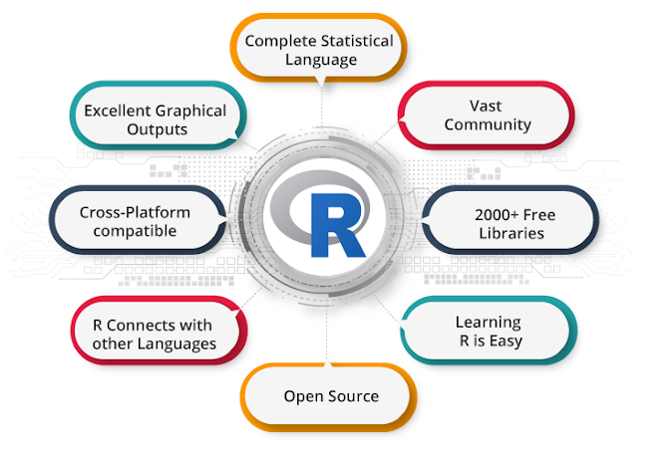 Complete Statistical
Language
Excellent Graphical
Outputs
Vast
Community
Cross-Platform
compatible
R
2000+ Free
Libraries
R Connects with
other Languages
Learning
R is Easy
Open Source